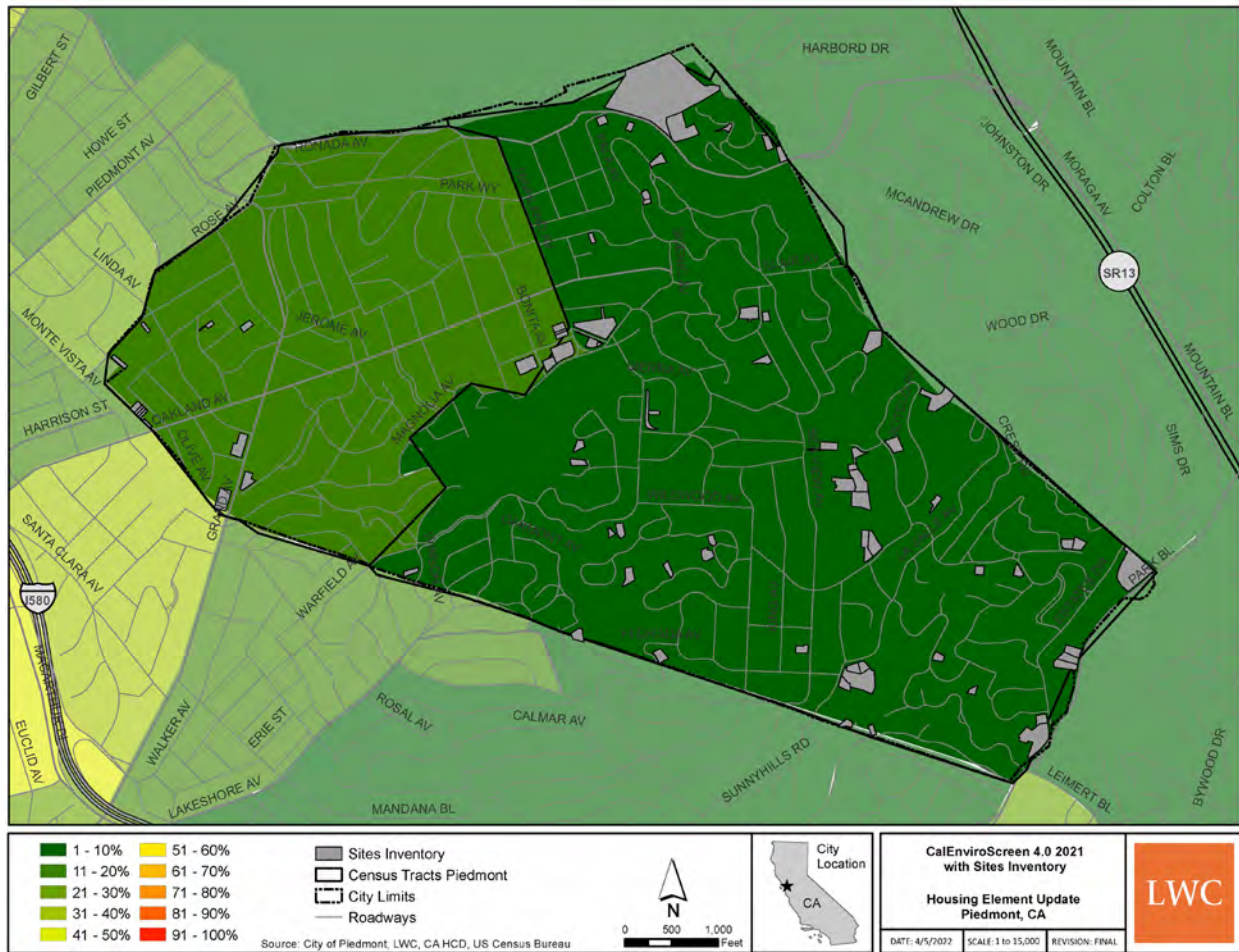 HARBORD DR
GILBERT ST
HOWE ST
PIEDMONT AV
MOUNTAIN BL
JOHNSTON DR
MORAGA AV
COLTON BL
RONADA AV
PARK WY
ROSE AV
MCANDREW DR
LINDA AV
SR13
MONTE VISTA AV
JEROME AV
BONITA AV
WOOD DR
HARRISON ST
OAKLAND AV
MAGNOLIA AV
OLIVE AV
MOUNTAIN BL
SIMS DR
GRAND AV
SANTA CLARA AV
I580
WARFIELD AV
PARK BL
WALKER AV
ERIE ST
ROSAL AV
CALMAR AV
EUCLID AV
LAKESHORE AV
MANDANA BL
SUNNYHILLS RD
LEIMERT BL
BYWOOD DR
1 - 10%
11 - 20%
21 - 30%
31 - 40%
41 - 50%
51 - 60%
61 - 70%
71 - 80%
81 - 90%
91 - 100%
Sites Inventory
Census Tracts Piedmont
City Limits
Roadways
Source: City of Piedmont, LWC, CA HCD, US Census Bureau
N
0 500 1,000
Feet
City
Location
CA
CalEnviroScreen 4.0 2021
with Sites Inventory
Housing Element Update
Piedmont, CA
DATE: 4/5/2022
SCALE: 1 to 15,000
REVISION: FINAL
LWC